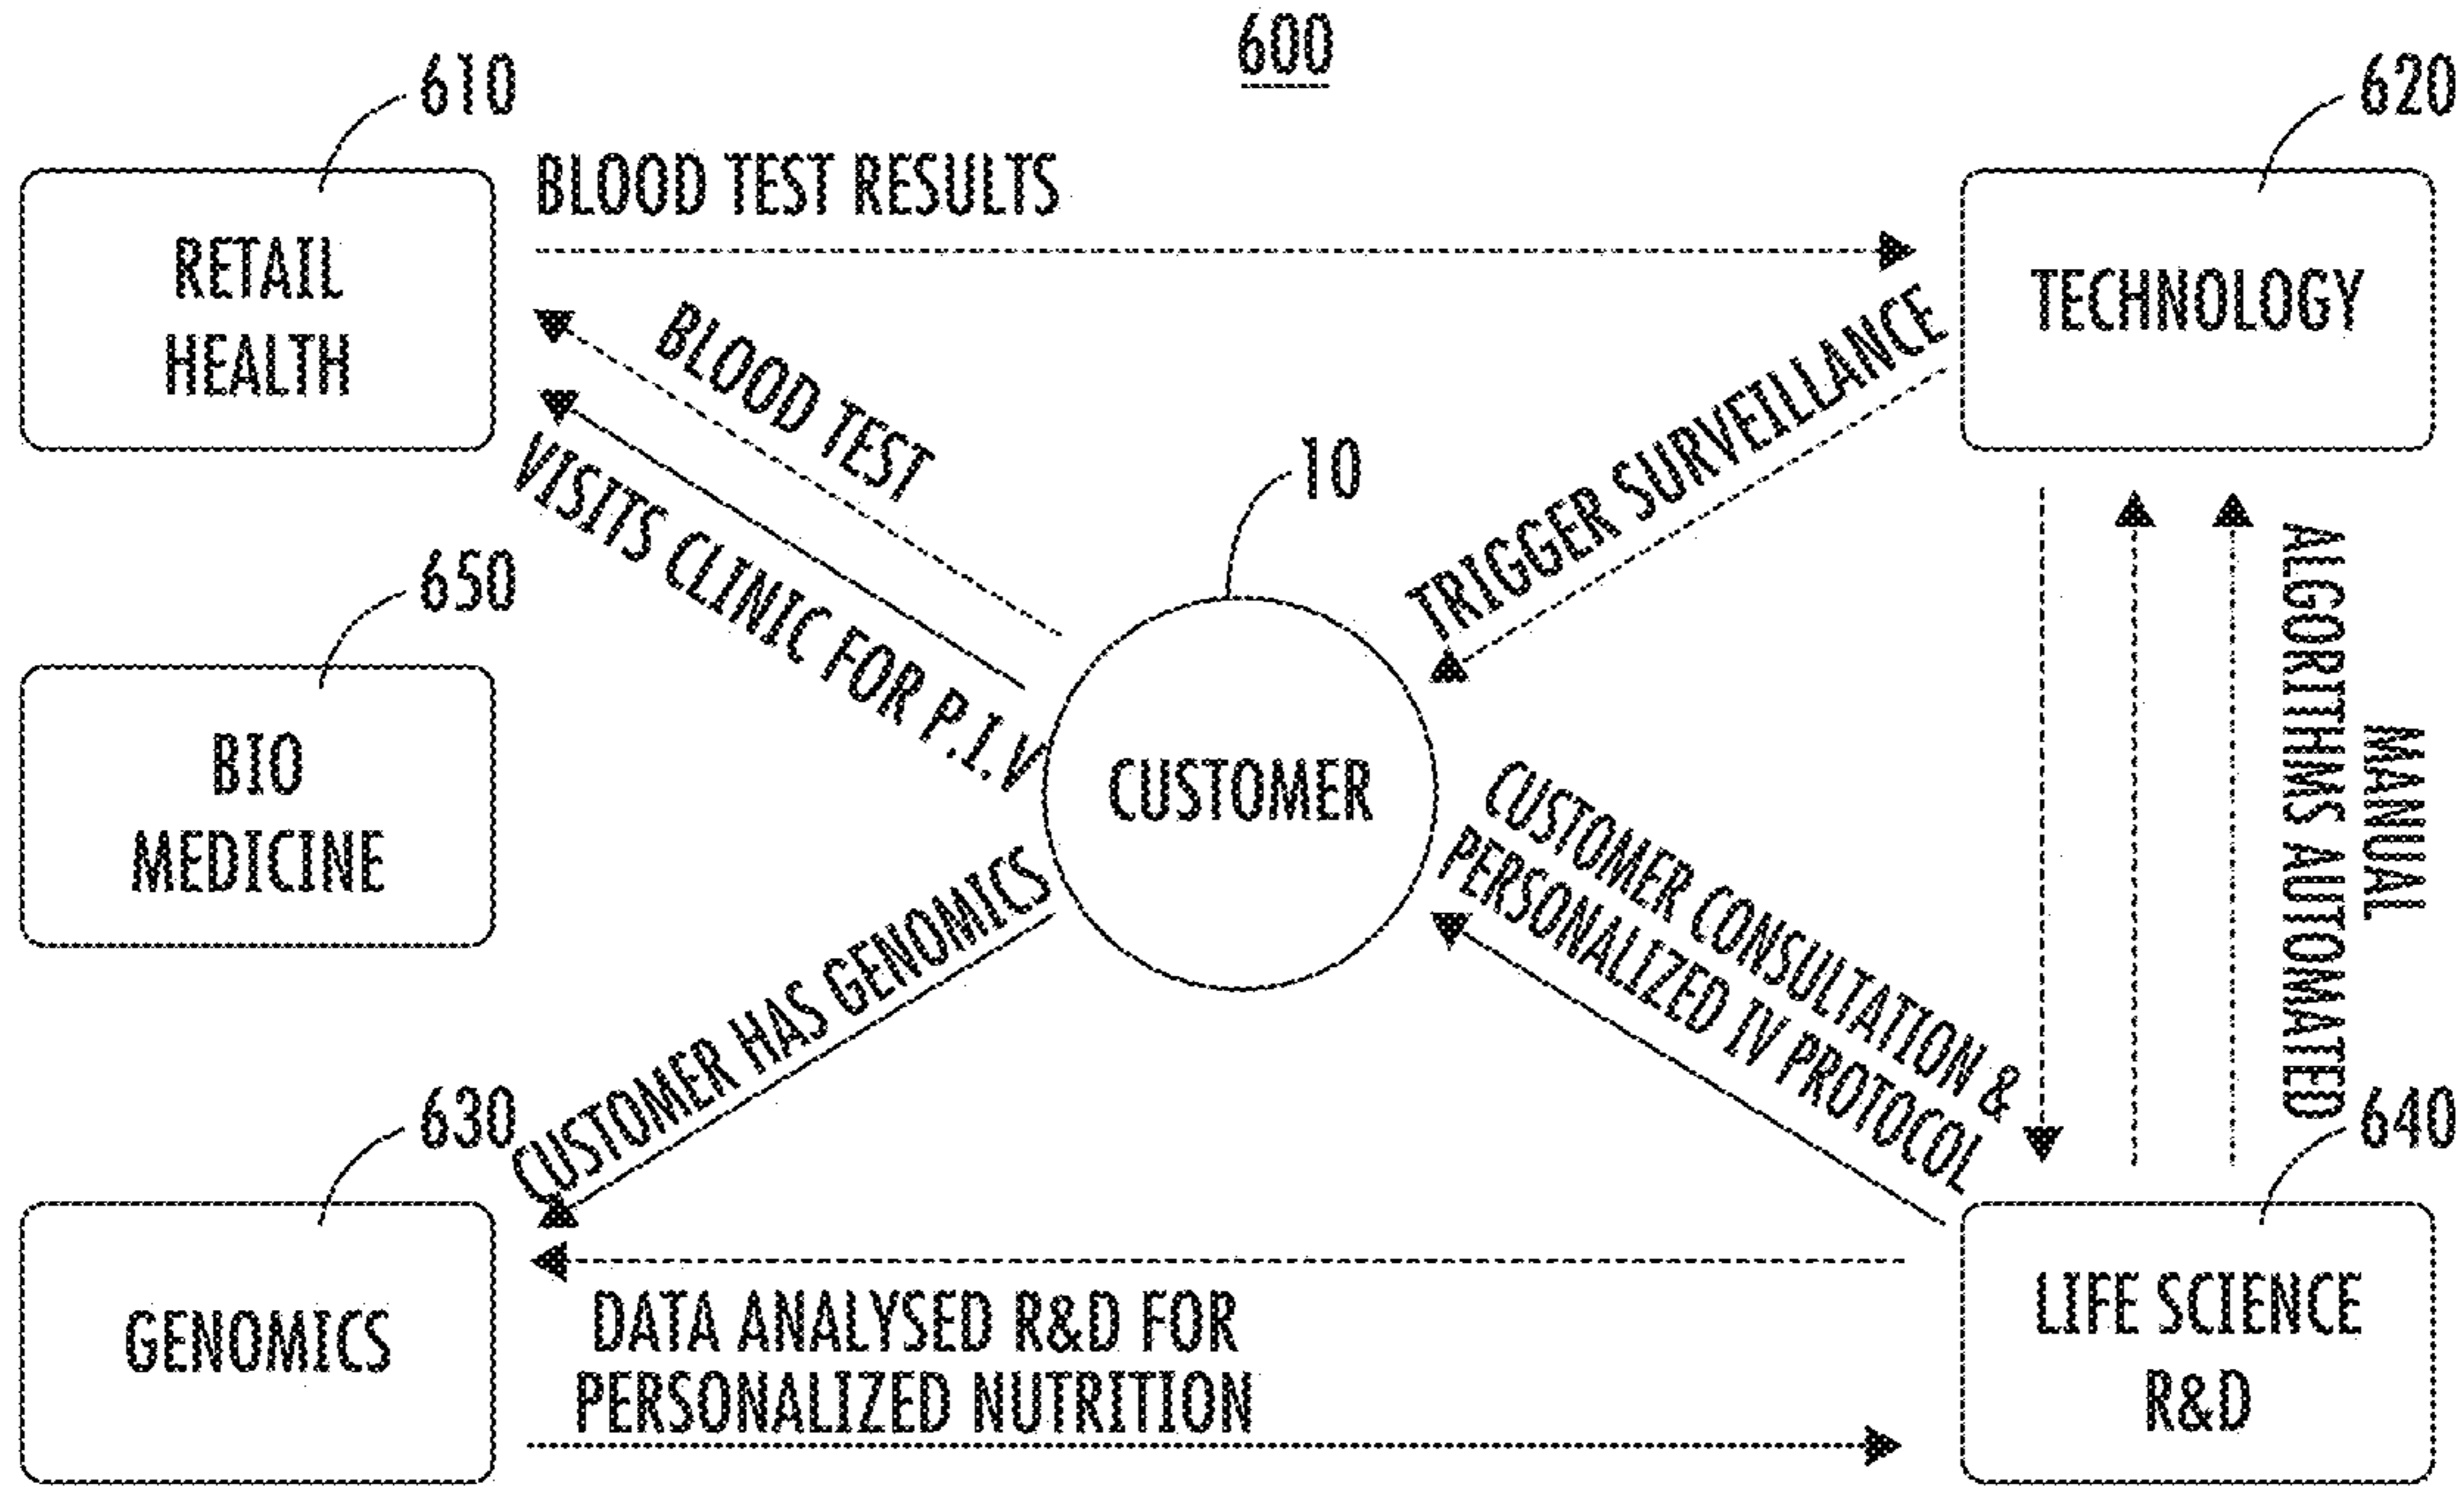 600
610
620
BLOOD TEST RESULTS
RETAIL
HEALTH
TECHNOLOGY
BLOOD TEST
VISITS CLINIC FOR P.I.V
TRIGGER SURVEILLANCE
10
650
BIO
MEDICINE
CUSTOMER
MANUAL
ALGORITHMS AUTOMATED
CUSTOMER CONSULTATION &
PERSONALIZED IV PROTOCOL
CUSTOMER HAS GENOMICS
630
640
GENOMICS
DATA ANALYSED R&D FOR
PERSONALIZED NUTRITION
LIFE SCIENCE
R&D